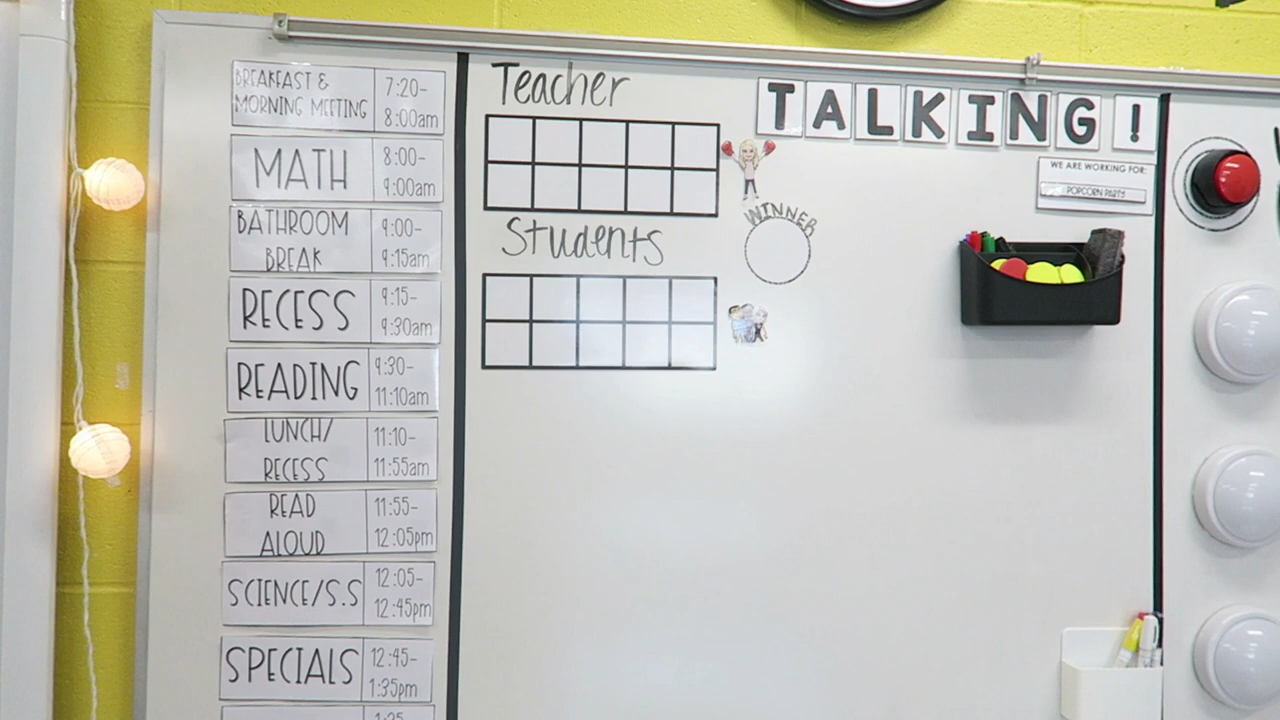 BREAKFAST &
MORNING MEETING
7:20-
8:00am
MATH
8:00-
9:00am
BATHROOM
BREAK
9:00-
9:15am
RECESS
9:15-
9:30am
READING
9:30-
11:10am
LUNCH/
RECESS
11:10-
11:55am
READ
ALOUD
11:55-
12:05pm
SCIENCE/S.S
12:05-
12:45pm
SPECIALS
12:45-
1:35pm
Teacher
Students
WINNER
TALKING!
WE ARE WORKING FOR:
POPCORN PARTY